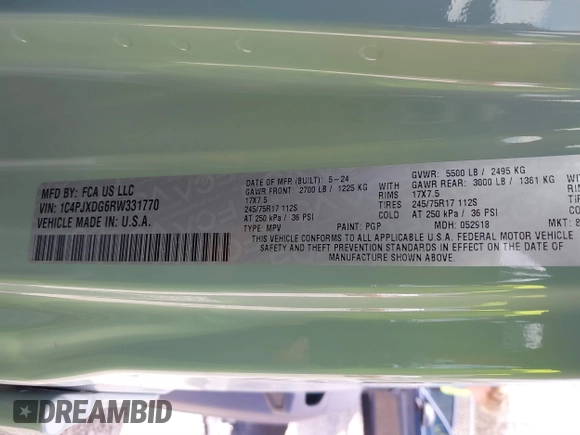 MFD BY: FCA US LLC
VIN: 1C4PJXDG6RW331770
VEHICLE MADE IN: U.S.A.
DATE OF MFR (BUILT): 5-24
GVWR: 5500 LB / 2495 KG
GAWR FRONT: 2700 LB / 1225 KG
GAWR REAR: 3000 LB / 1361 KG
17X7.5 RIMS: 17X7.5
245/75R17 112S TIRES 245/75R17 112S
AT 250 kPa / 36 PSI COLD AT 250 kPa / 36 PSI
TYPE: MPV PAINT: PGP MDH: 052918 MKT:
THIS VEHICLE CONFORMS TO ALL APPLICABLE U.S.A. FEDERAL MOTOR VEHICLE
SAFETY AND THEFT PREVENTION STANDARDS IN EFFECT ON THE DATE OF
MANUFACTURE SHOWN ABOVE.
DREAMBID